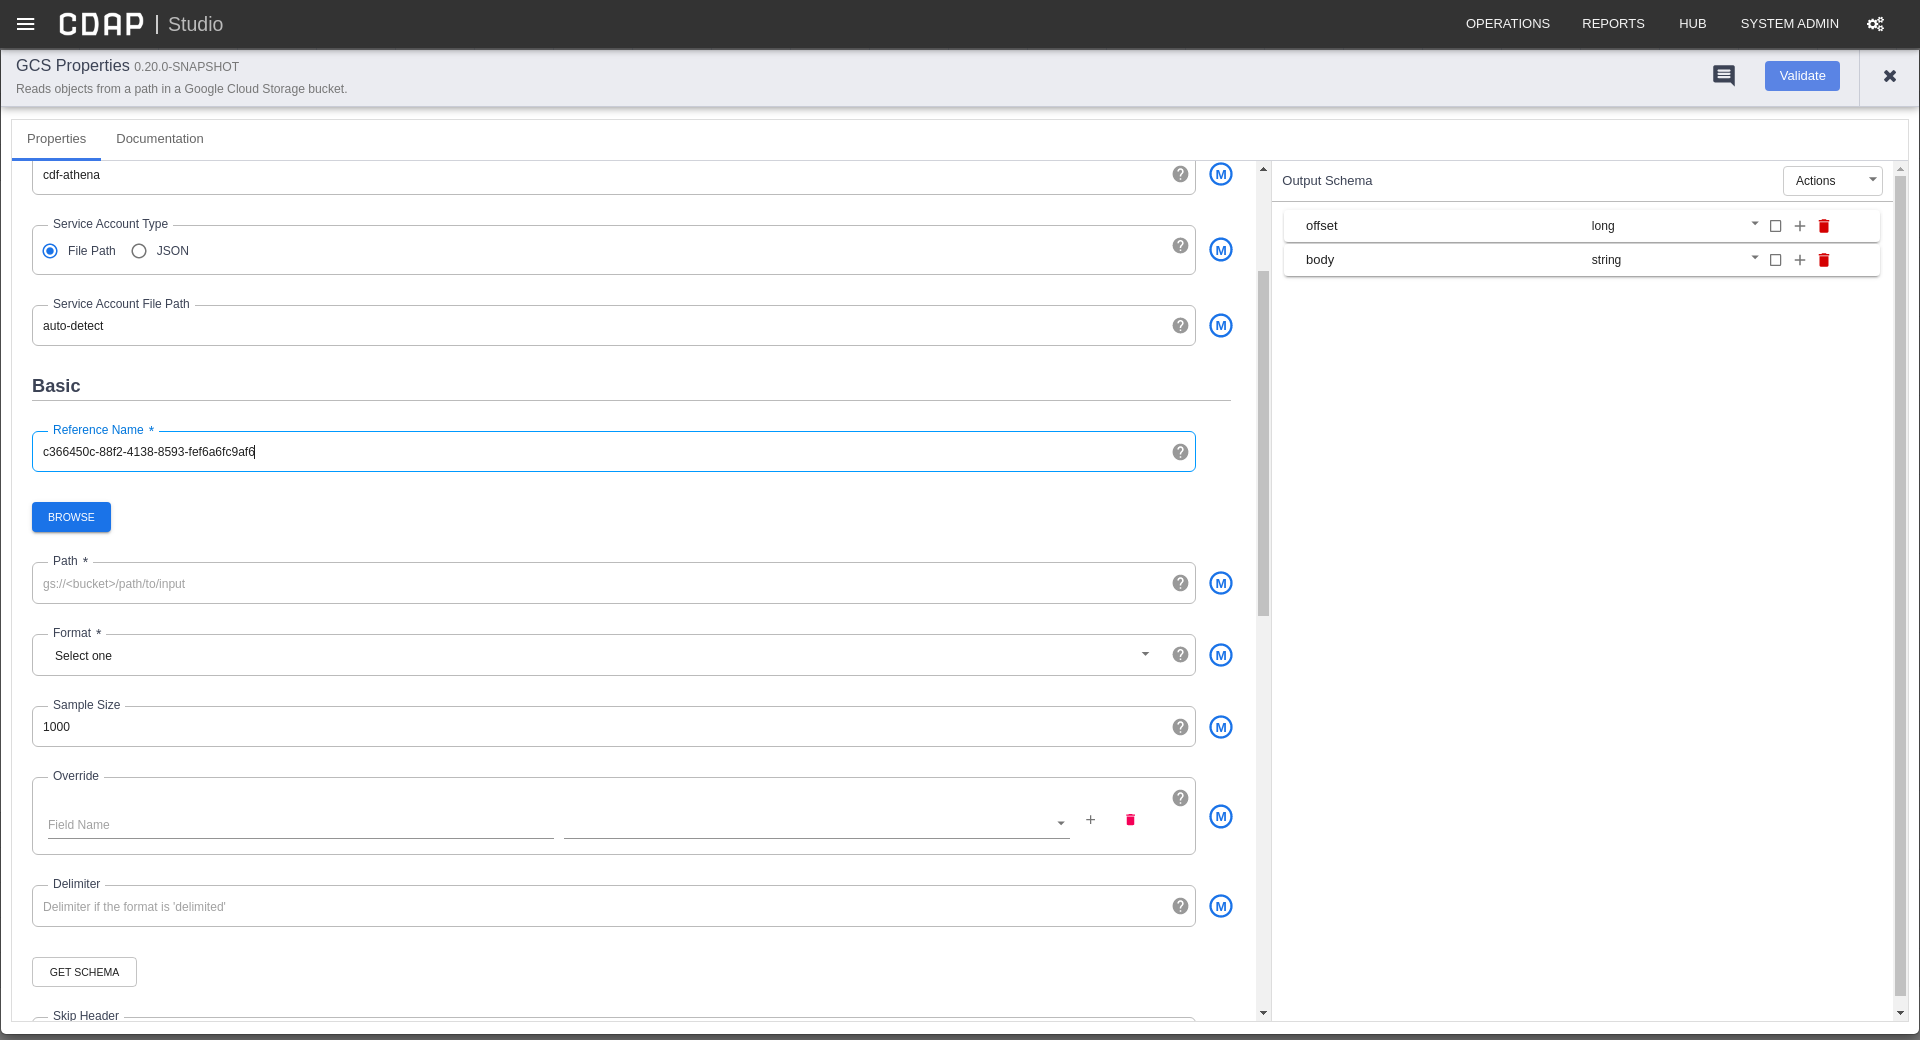 CDAP | Studio
OPERATIONS REPORTS HUB SYSTEM ADMIN
GCS Properties 0.20.0-SNAPSHOT
Reads objects from a path in a Google Cloud Storage bucket.
Validate
Properties Documentation
cdf-athena
M
Service Account Type
File Path JSON
M
Service Account File Path
auto-detect
M
Basic
Reference Name *
c366450c-88f2-4138-8593-fef6a6fc9af6
BROWSE
Path *
gs://<bucket>/path/to/input
M
Format *
Select one
M
Sample Size
1000
M
Override
Field Name
M
Delimiter
Delimiter if the format is 'delimited'
M
GET SCHEMA
Skip Header
Output Schema
Actions
offset long
body string